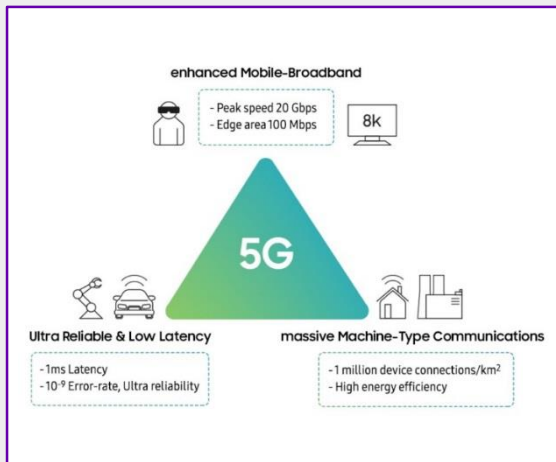 enhanced Mobile-Broadband
- Peak speed 20 Gbps
- Edge area 100 Mbps
8k
5G
Ultra Reliable & Low Latency
- 1ms Latency
- 10⁻⁹ Error-rate, Ultra reliability
massive Machine-Type Communications
- 1 million device connections/km²
- High energy efficiency